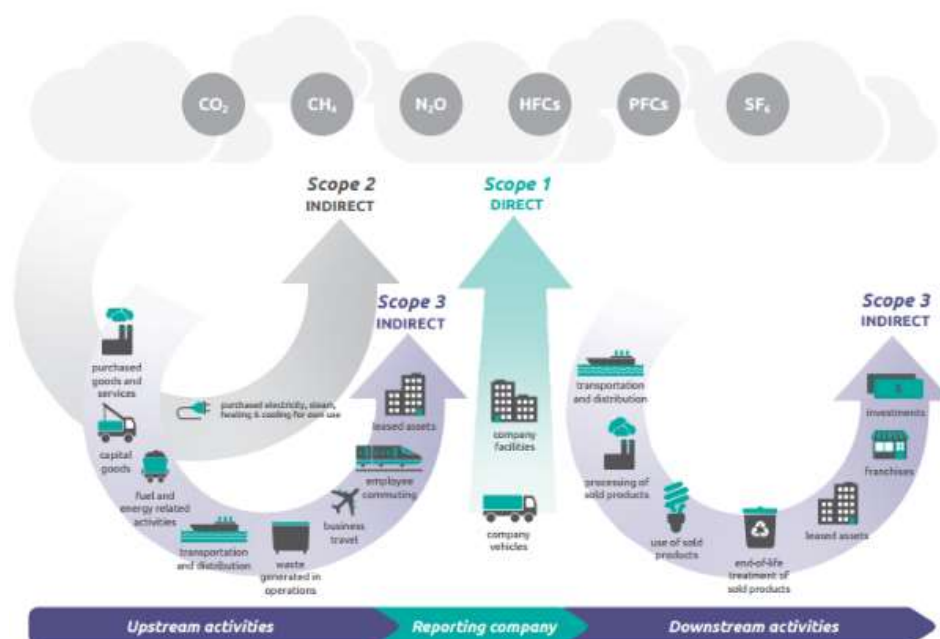 CO₂
CH₄
N₂O
HFCs
PFCs
SF₆
Scope 2
INDIRECT
Scope 1
DIRECT
Scope 3
INDIRECT
Scope 3
INDIRECT
purchased
goods and
services
capital
goods
fuel and
energy related
activities
transportation
and distribution
waste
generated in
operations
business
travel
employee
commuting
leased assets
purchased electricity, steam,
heating & cooling for own use
company
facilities
company
vehicles
transportation
and distribution
processing of
sold products
use of sold
products
end-of-life
treatment of
sold products
leased assets
franchises
investments
$
Upstream activities
Reporting company
Downstream activities